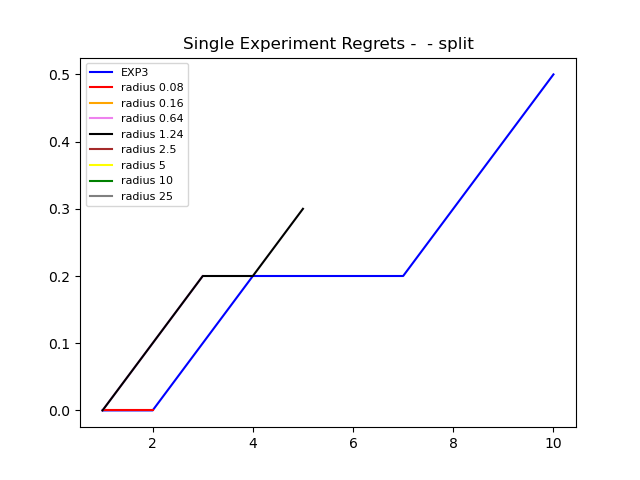 Single Experiment Regrets -  - split
0.5
0.4
0.3
0.2
0.1
0.0
EXP3
radius 0.08
radius 0.16
radius 0.64
radius 1.24
radius 2.5
radius 5
radius 10
radius 25
2 4 6 8 10